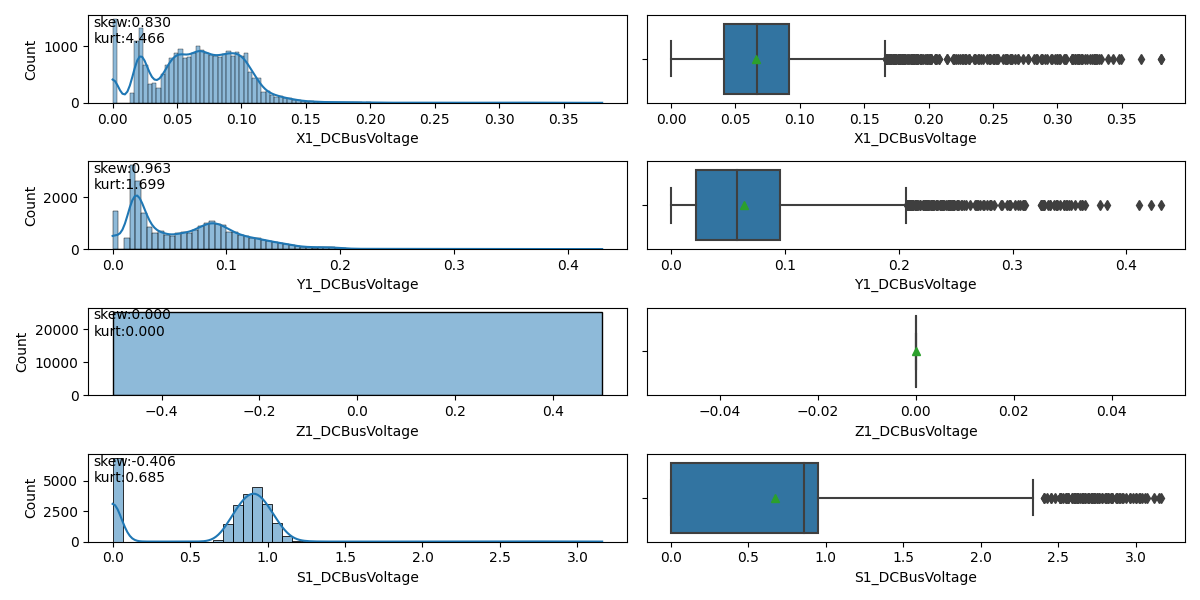 skew:0.830
kurt:4.466
Count
1000
0
0.00 0.05 0.10 0.15 0.20 0.25 0.30 0.35
X1_DCBusVoltage
0.00 0.05 0.10 0.15 0.20 0.25 0.30 0.35
X1_DCBusVoltage
skew:0.963
kurt:1.699
Count
2000
0
0.0 0.1 0.2 0.3 0.4
Y1_DCBusVoltage
0.0 0.1 0.2 0.3 0.4
Y1_DCBusVoltage
skew:0.000
kurt:0.000
Count
20000
10000
0
−0.4 −0.2 0.0 0.2 0.4
Z1_DCBusVoltage
−0.04 −0.02 0.00 0.02 0.04
Z1_DCBusVoltage
skew:-0.406
kurt:0.685
Count
5000
2500
0
0.0 0.5 1.0 1.5 2.0 2.5 3.0
S1_DCBusVoltage
0.0 0.5 1.0 1.5 2.0 2.5 3.0
S1_DCBusVoltage